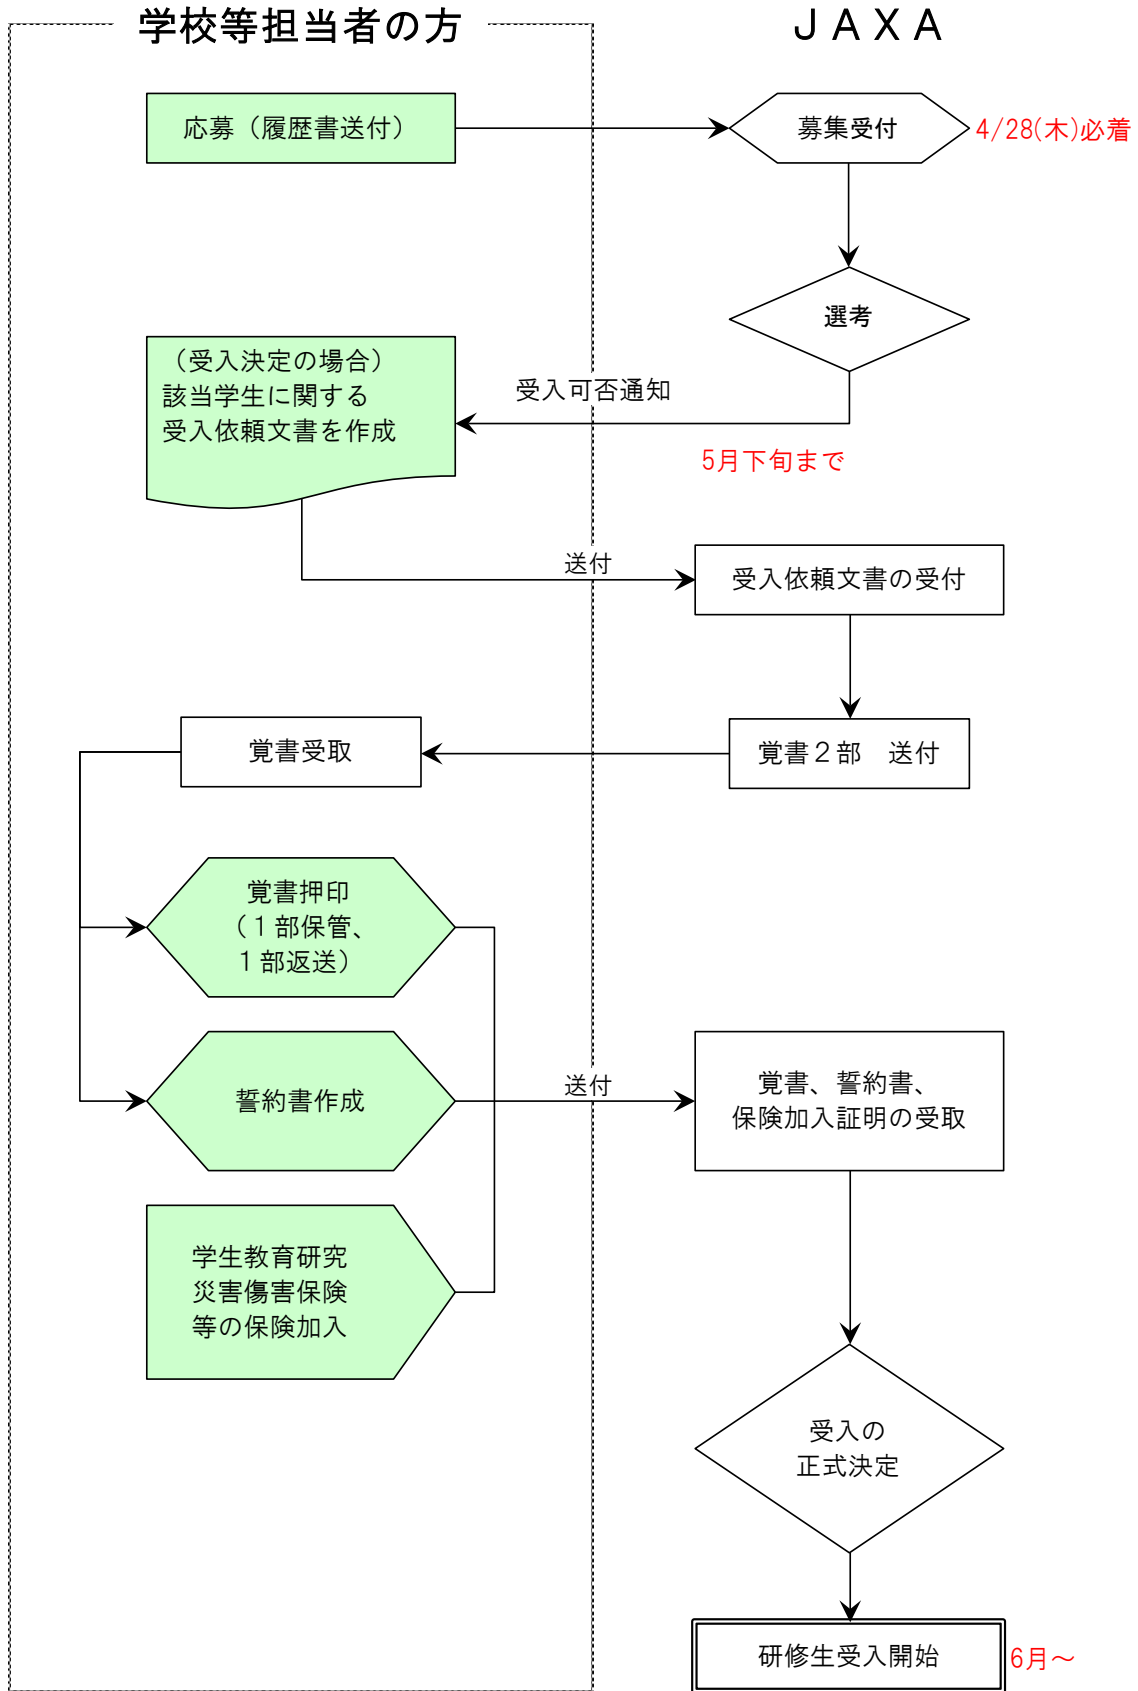 学校等担当者の方
ＪＡＸＡ
応募（履歴書送付）
募集受付
4/28(木)必着
選考
（受入決定の場合）
該当学生に関する
受入依頼文書を作成
受入可否通知
5月下旬まで
送付
受入依頼文書の受付
覚書受取
覚書２部　送付
覚書押印
（１部保管、
１部返送）
誓約書作成
送付
覚書、誓約書、
保険加入証明の受取
学生教育研究
災害傷害保険
等の保険加入
受入の
正式決定
研修生受入開始
6月～